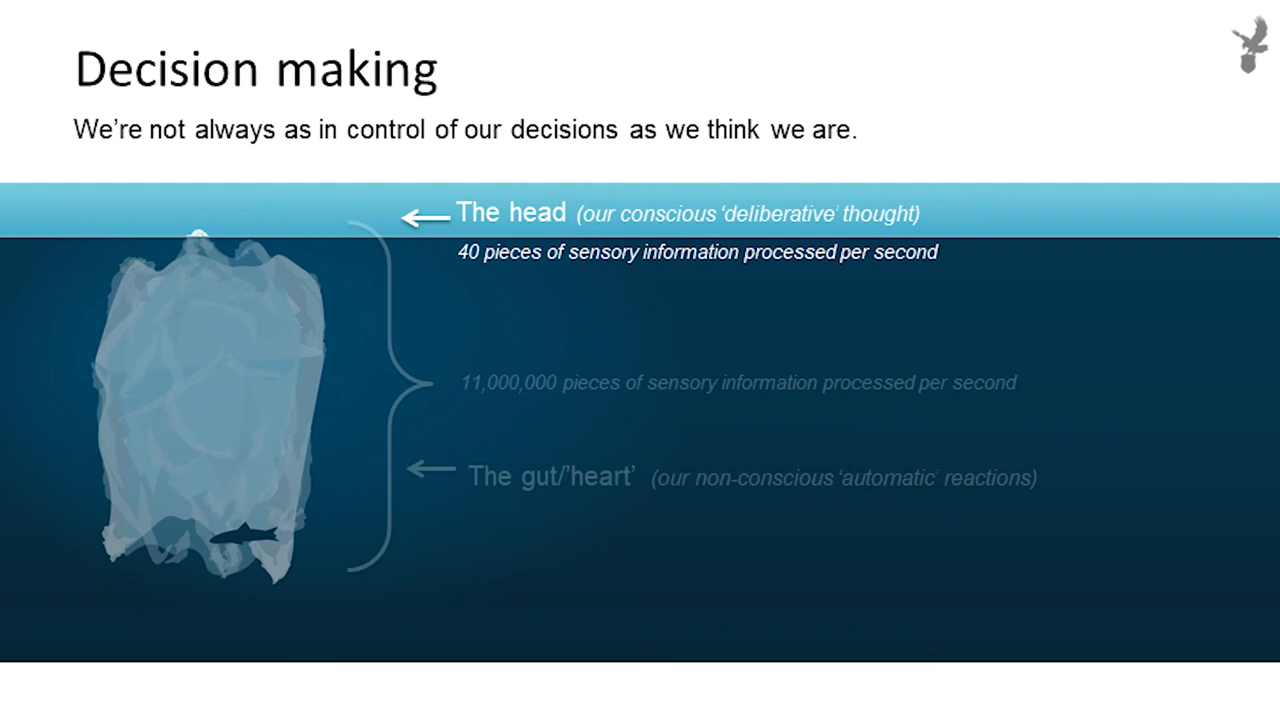 Decision making
We’re not always as in control of our decisions as we think we are.
The head (our conscious ‘deliberative’ thought)
40 pieces of sensory information processed per second
11,000,000 pieces of sensory information processed per second
The gut/’heart’ (our non-conscious ‘automatic’ reactions)